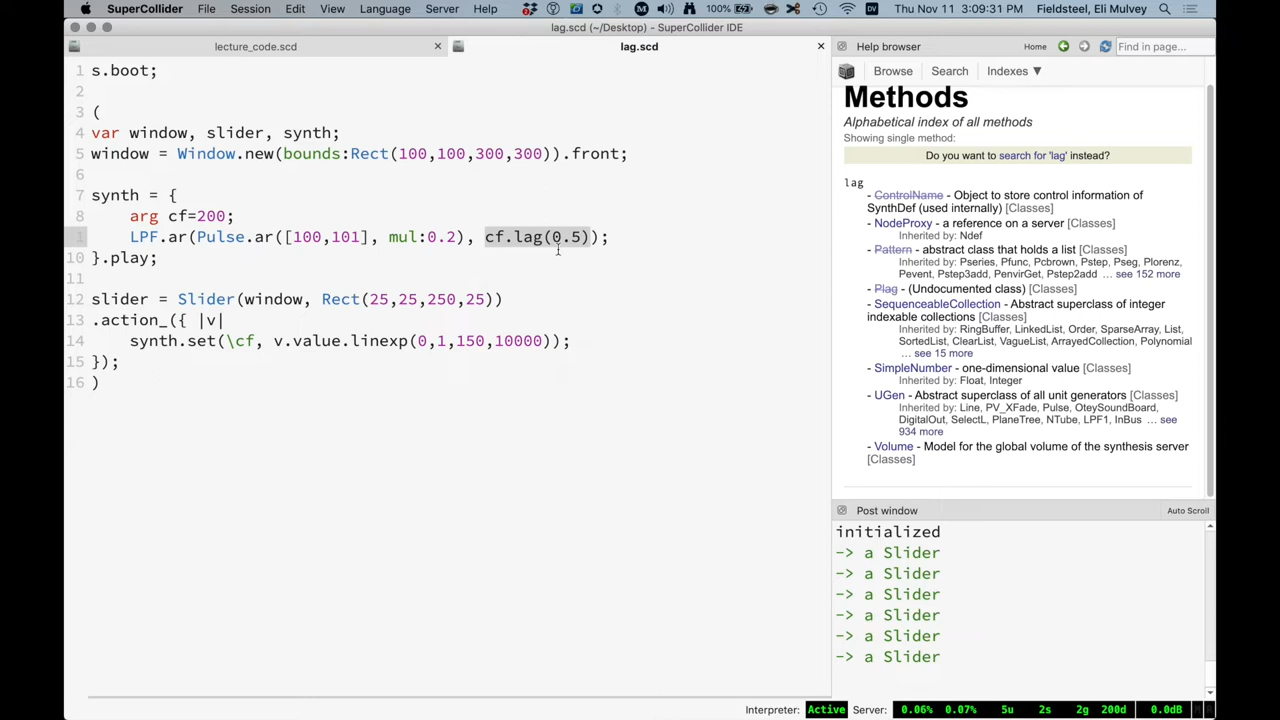 SuperCollider File Session Edit View Language Server Help 100% Thu Nov 11 3:09:31 PM Fieldsteel, Eli Mulvey
lag.scd (~/Desktop) - SuperCollider IDE
lecture_code.scd
lag.scd
1 s.boot;
2
3 (
4 var window, slider, synth;
5 window = Window.new(bounds:Rect(100,100,300,300)).front;
6
7 synth = {
8 arg cf=200;
LPF.ar(Pulse.ar([100,101], mul:0.2), cf.lag(0.5));
10 }.play;
11
12 slider = Slider(window, Rect(25,25,250,25))
13 .action_({ |v|
14 synth.set(\cf, v.value.linexp(0,1,150,10000));
15 });
16 )
Help browser Home Find in page...
Browse Search Indexes ▼
Methods
Alphabetical index of all methods
Showing single method:
Do you want to search for 'lag' instead?
lag
- ControlName - Object to store control information of
SynthDef (used internally) [Classes]
- NodeProxy - a reference on a server [Classes]
Inherited by: Ndef
- Pattern - abstract class that holds a list [Classes]
Inherited by: Pseries, Pfunc, Pcbrown, Pstep, Pseg, Plorenz,
Pevent, Pstep3add, PenvirGet, Pstep2add ... see 152 more
- Plag - (Undocumented class) [Classes]
- SequenceableCollection - Abstract superclass of integer
indexable collections [Classes]
Inherited by: RingBuffer, LinkedList, Order, SparseArray, List,
SortedList, ClearList, VagueList, ArrayedCollection, Polynomial
... see 15 more
- SimpleNumber - one-dimensional value [Classes]
Inherited by: Float, Integer
- UGen - Abstract superclass of all unit generators [Classes]
Inherited by: Line, PV_XFade, Pulse, OteySoundBoard,
DigitalOut, SelectL, PlaneTree, NTube, LPF1, InBus ... see
934 more
- Volume - Model for the global volume of the synthesis server
[Classes]
Post window Auto Scroll
initialized
-> a Slider
-> a Slider
-> a Slider
-> a Slider
-> a Slider
-> a Slider
Interpreter: Active Server: 0.06% 0.07% 5u 2s 2g 200d 0.0dB